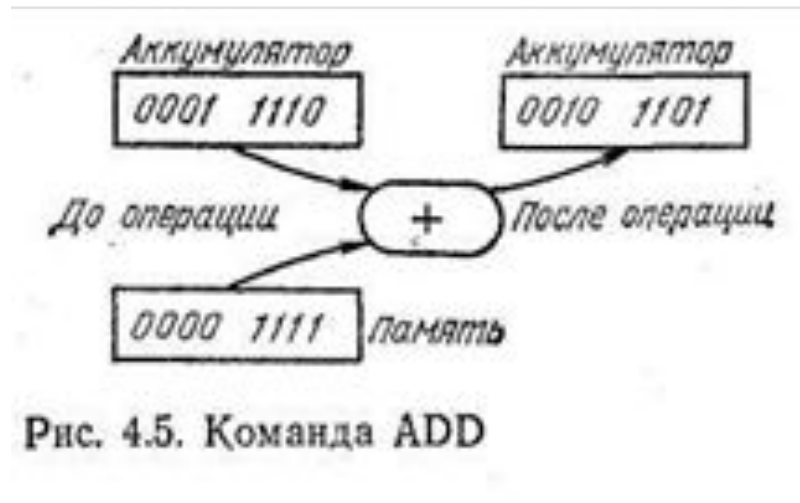 Аккумулятор Аккумулятор
0001 1110 0010 1101
До операции + После операции
0000 1111 Память
Рис. 4.5. Команда ADD